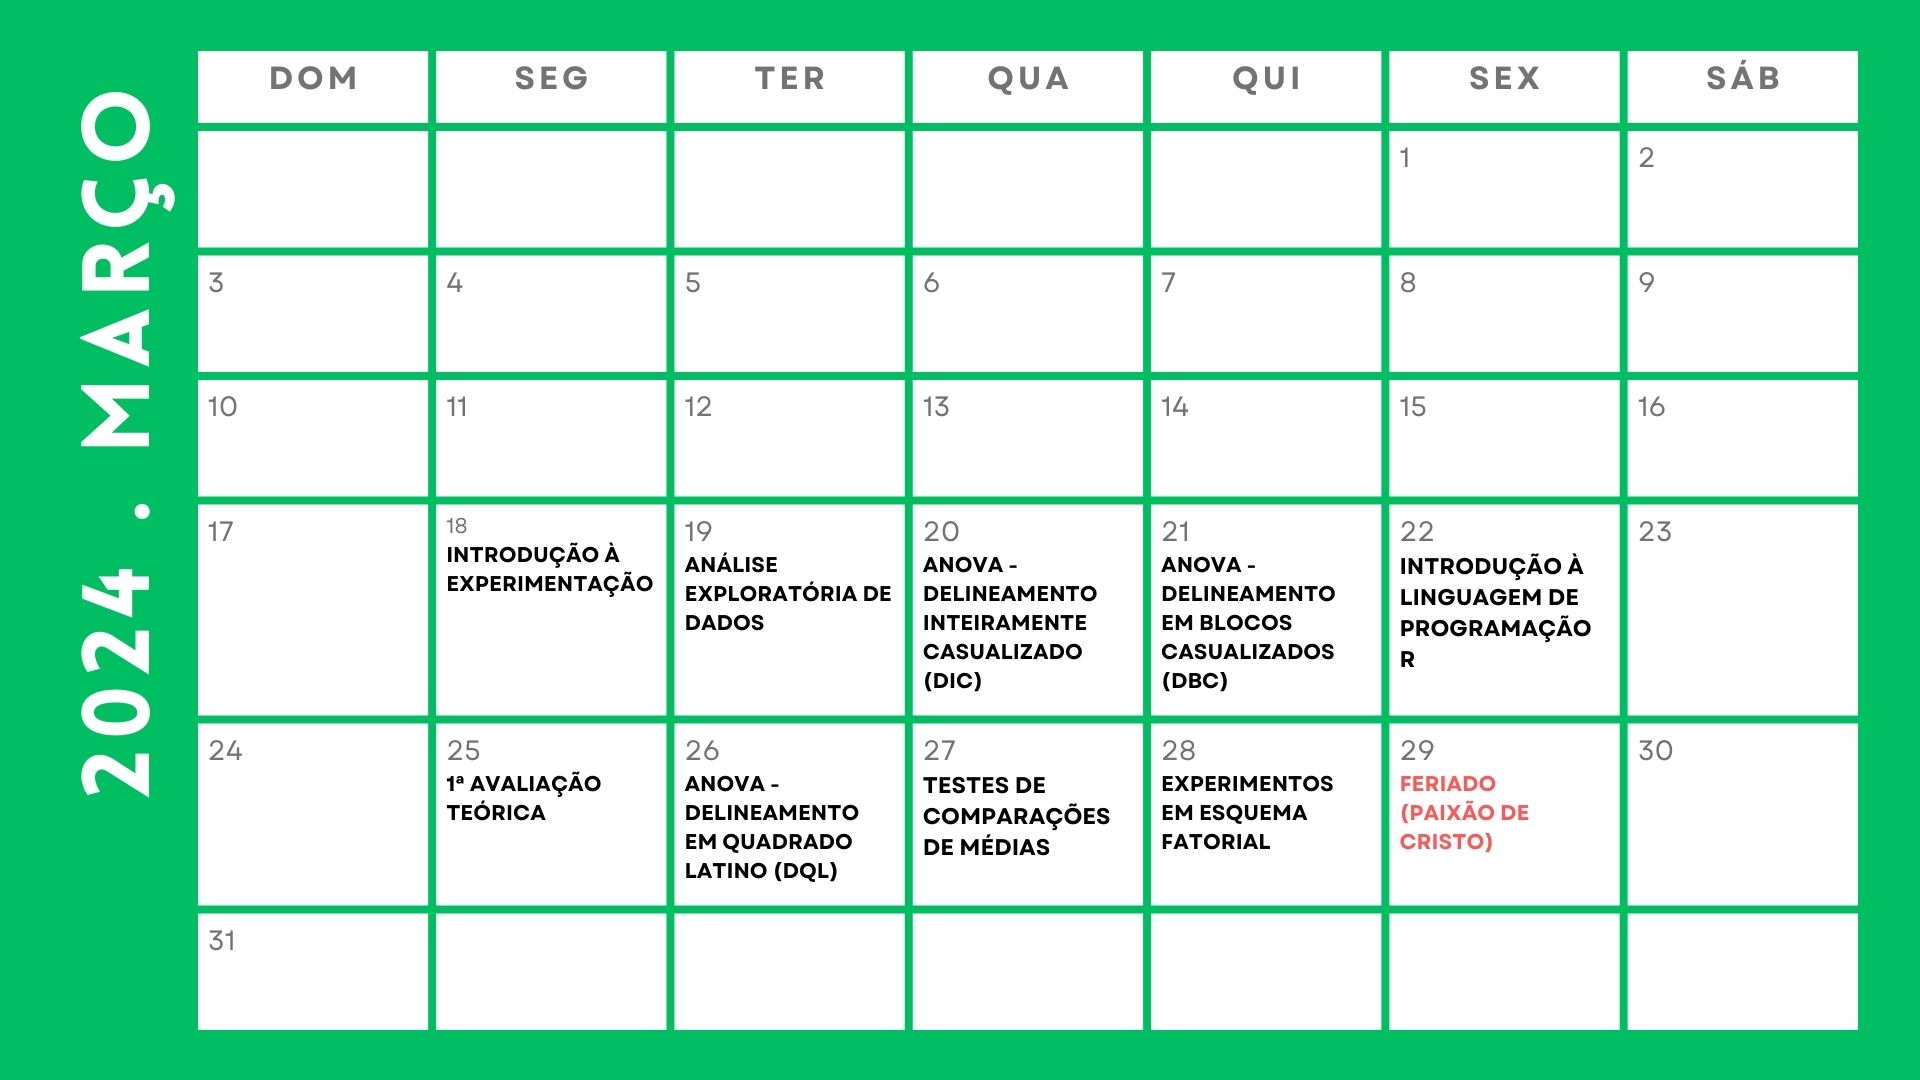 2024 . MARÇO
DOM SEG TER QUA QUI SEX SÁB
1 2
3 4 5 6 7 8 9
10 11 12 13 14 15 16
17
18
INTRODUÇÃO À
EXPERIMENTAÇÃO
19
ANÁLISE
EXPLORATÓRIA DE
DADOS
20
ANOVA -
DELINEAMENTO
INTEIRAMENTE
CASUALIZADO
(DIC)
21
ANOVA -
DELINEAMENTO
EM BLOCOS
CASUALIZADOS
(DBC)
22
INTRODUÇÃO À
LINGUAGEM DE
PROGRAMAÇÃO
R
23
24
25
1ª AVALIAÇÃO
TEÓRICA
26
ANOVA -
DELINEAMENTO
EM QUADRADO
LATINO (DQL)
27
TESTES DE
COMPARAÇÕES
DE MÉDIAS
28
EXPERIMENTOS
EM ESQUEMA
FATORIAL
29
FERIADO
(PAIXÃO DE
CRISTO)
30
31